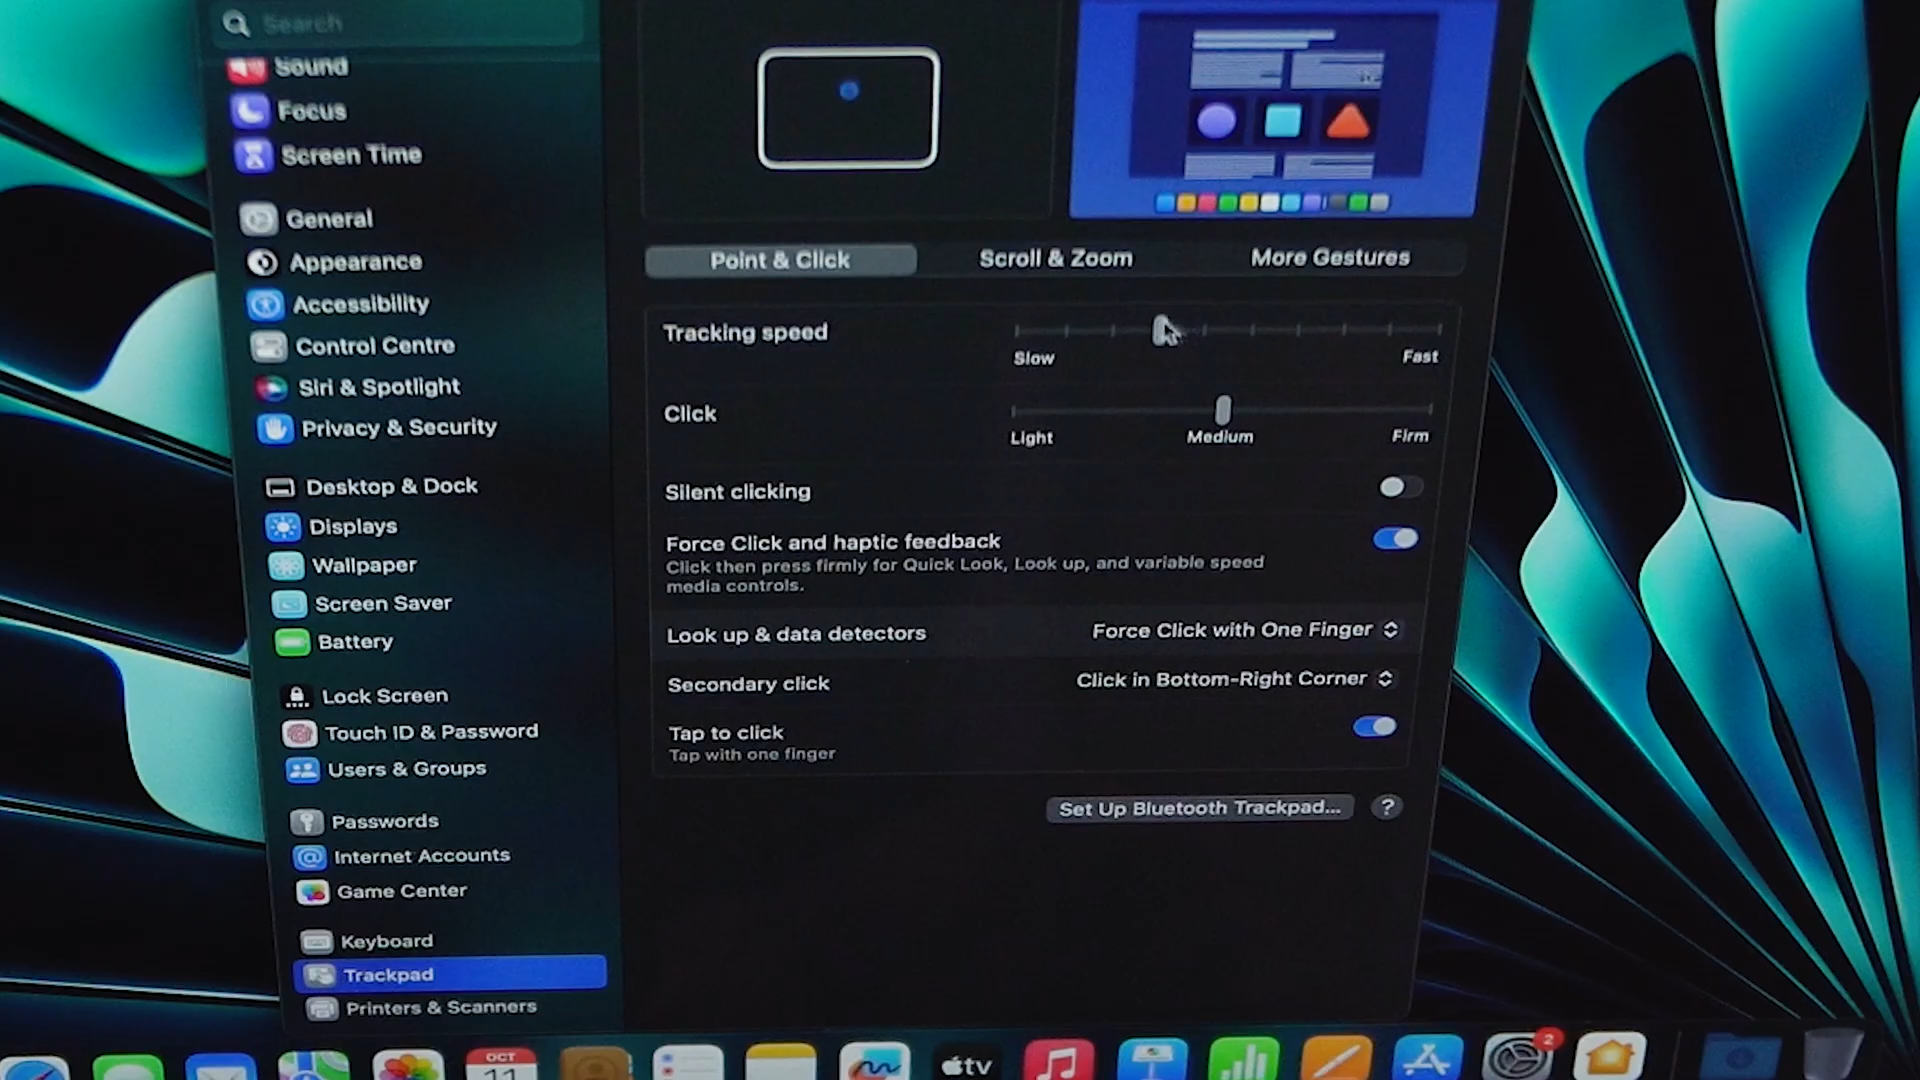 Search
Sound
Focus
Screen Time
General
Appearance
Accessibility
Control Centre
Siri & Spotlight
Privacy & Security
Desktop & Dock
Displays
Wallpaper
Screen Saver
Battery
Lock Screen
Touch ID & Password
Users & Groups
Passwords
Internet Accounts
Game Center
Keyboard
Trackpad
Printers & Scanners
Point & Click
Scroll & Zoom
More Gestures
Tracking speed
Slow
Fast
Click
Light
Medium
Firm
Silent clicking
Force Click and haptic feedback
Click then press firmly for Quick Look, Look up, and variable speed
media controls.
Look up & data detectors
Force Click with One Finger
Secondary click
Click in Bottom-Right Corner
Tap to click
Tap with one finger
Set Up Bluetooth Trackpad...
?
OCT
11
tv
2